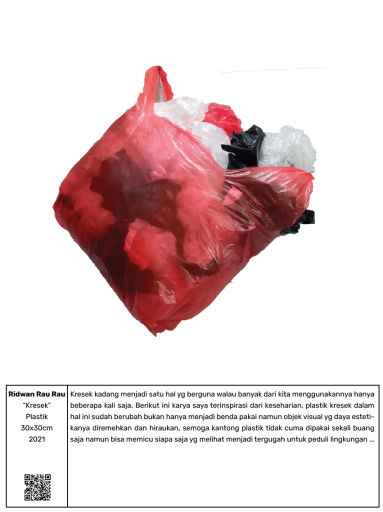 Ridwan Rau Rau
"Kresek"
Plastik
30x30cm
2021
Kresek kadang menjadi satu hal yg berguna walau banyak dari kita menggunakannya hanya
beberapa kali saja. Berikut ini karya saya terinspirasi dari keseharian, plastik kresek dalam
hal ini sudah berubah bukan hanya menjadi benda pakai namun objek visual yg daya esteti-
kanya diremehkan dan hiraukan, semoga kantong plastik tidak cuma dipakai sekali buang
saja namun bisa memicu siapa saja yg melihat menjadi tergugah untuk peduli lingkungan ...